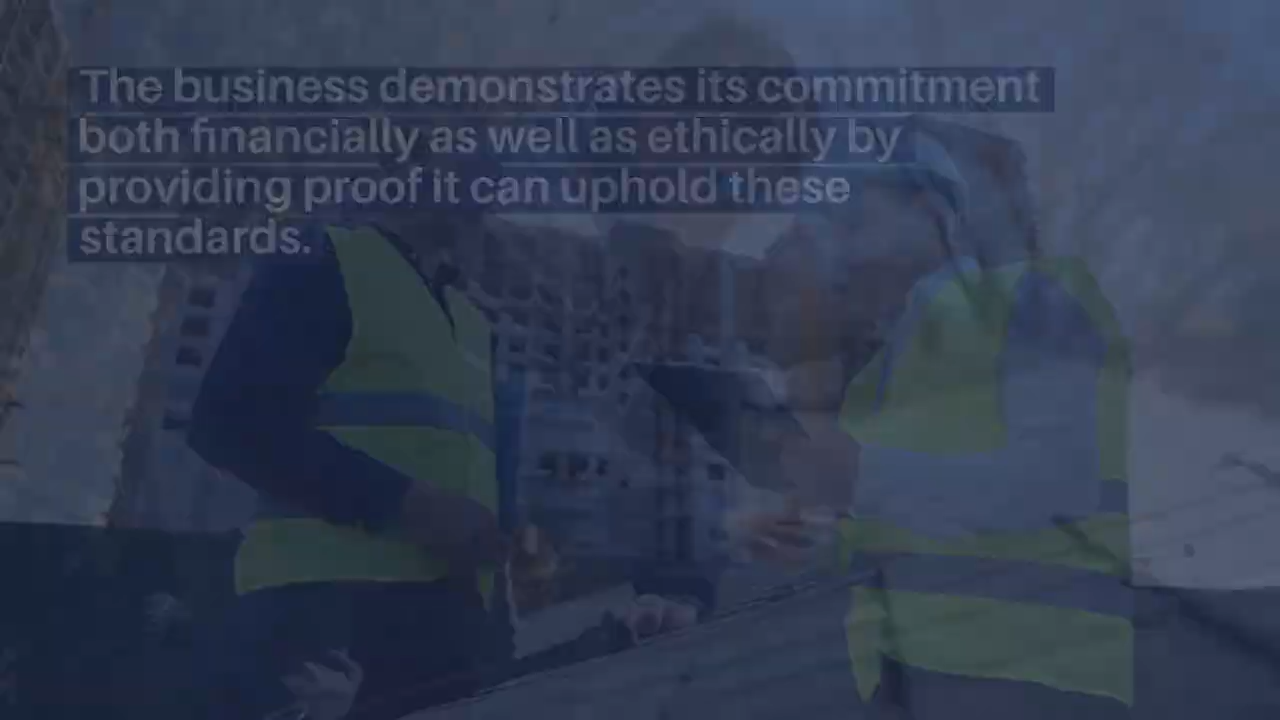 The business demonstrates its commitment
both financially as well as ethically by
providing proof it can uphold these
standards.